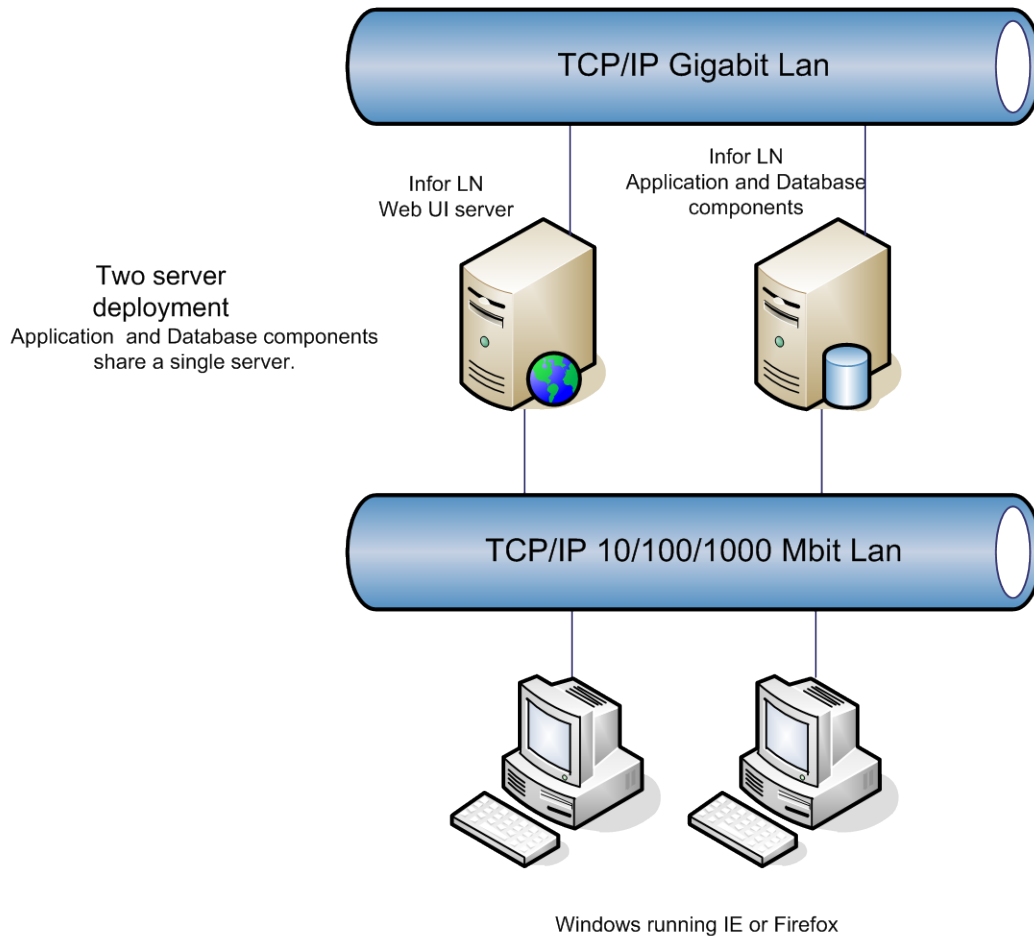 TCP/IP Gigabit Lan
Infor LN
Web UI server
Infor LN
Application and Database
components
Two server
deployment
Application and Database components
share a single server.
TCP/IP 10/100/1000 Mbit Lan
Windows running IE or Firefox